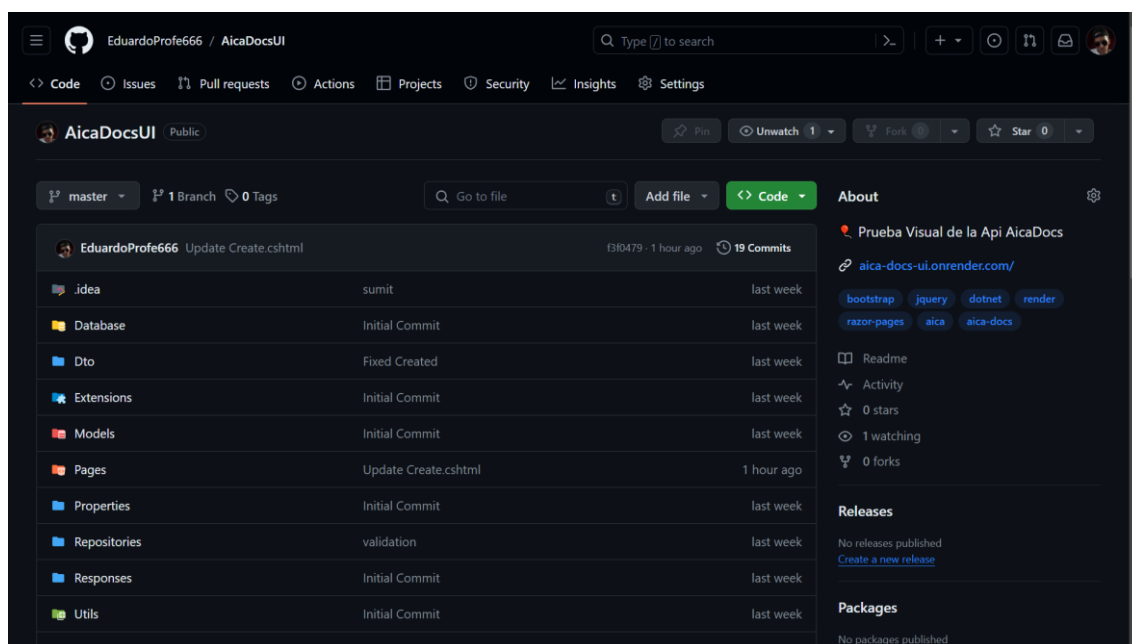 EduardoProfe666 / AicaDocsUI
Type / to search
Code Issues Pull requests Actions Projects Security Insights Settings
AicaDocsUI Public
Pin Unwatch 1 Fork 0 Star 0
master 1 Branch 0 Tags Go to file t Add file Code
EduardoProfe666 Update Create.cshtml f3f0479 · 1 hour ago 19 Commits
.idea sumit last week
Database Initial Commit last week
Dto Fixed Created last week
Extensions Initial Commit last week
Models Initial Commit last week
Pages Update Create.cshtml 1 hour ago
Properties Initial Commit last week
Repositories validation last week
Responses Initial Commit last week
Utils Initial Commit last week
About
Prueba Visual de la Api AicaDocs
aica-docs-ui.onrender.com/
bootstrap jquery dotnet render
razor-pages aica aica-docs
Readme
Activity
0 stars
1 watching
0 forks
Releases
No releases published
Create a new release
Packages
No packages published